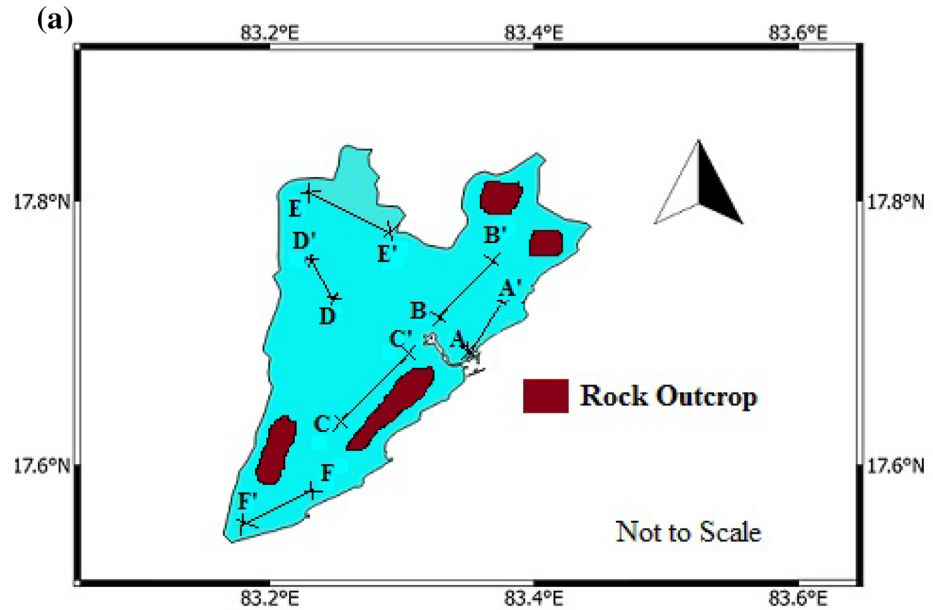 (a)
83.2°E 83.4°E 83.6°E
17.8°N 17.8°N
E
B'
D' E'
A'
D B
C' A
Rock Outcrop
C
17.6°N 17.6°N
F
F'
Not to Scale
83.2°E 83.4°E 83.6°E